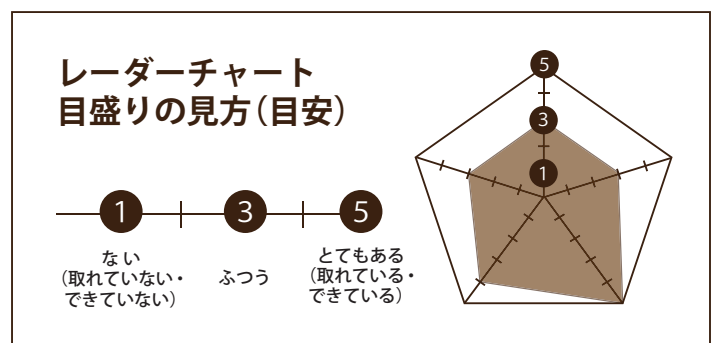 レーダーチャート
目盛りの見方（目安）
1
3
5
ない
（取れていない・
できていない）
ふつう
とてもある
（取れている・
できている）
5
3
1